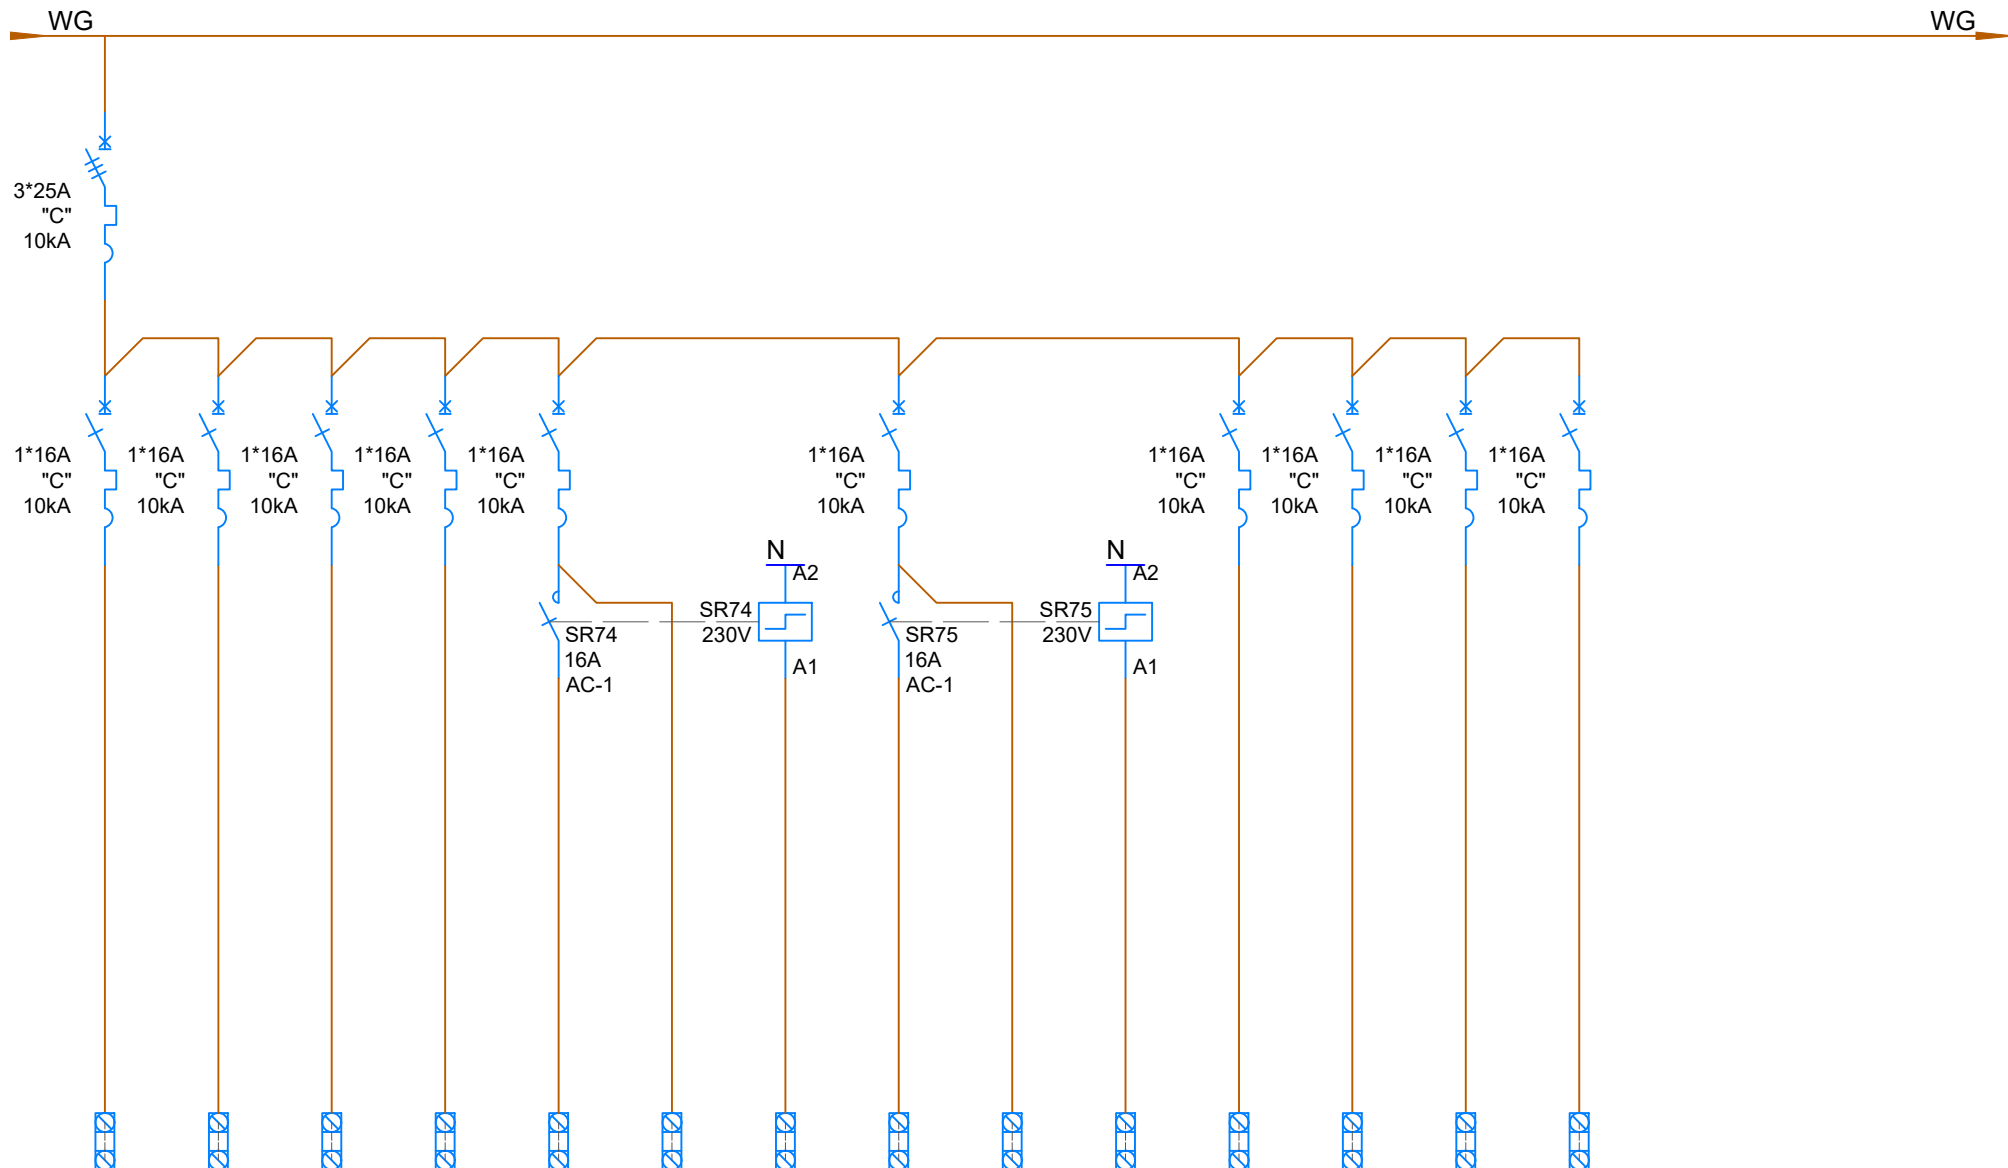 WG
WG
3*25A
"C"
10kA
1*16A
"C"
10kA
1*16A
"C"
10kA
1*16A
"C"
10kA
1*16A
"C"
10kA
1*16A
"C"
10kA
1*16A
"C"
10kA
1*16A
"C"
10kA
1*16A
"C"
10kA
1*16A
"C"
10kA
1*16A
"C"
10kA
SR74
16A
AC-1
N
A2
SR74
230V
A1
SR75
16A
AC-1
N
A2
SR75
230V
A1